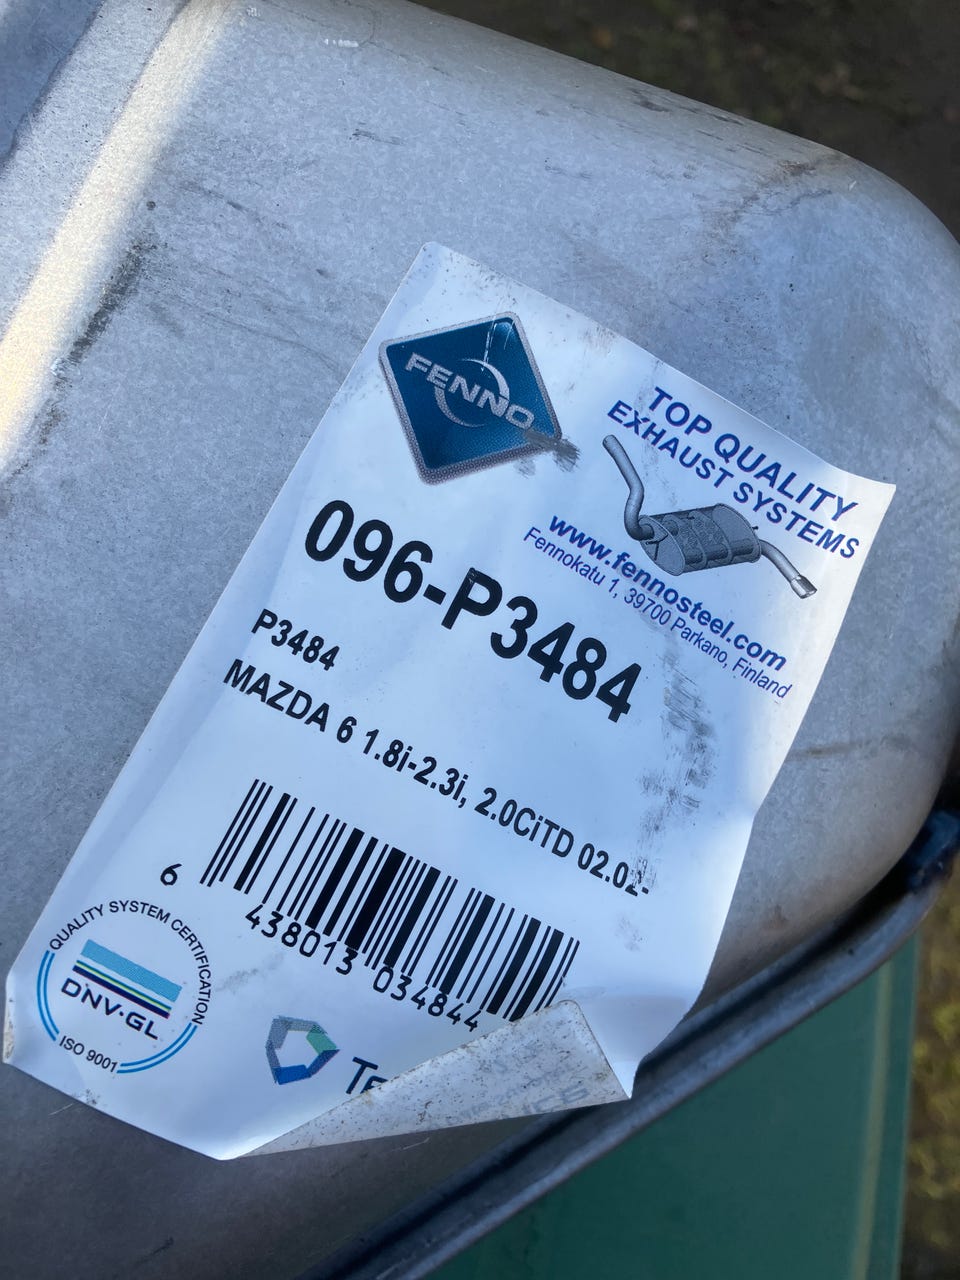 FENNO
TOP QUALITY
EXHAUST SYSTEMS
www.fennosteel.com
Fennokatu 1, 39700 Parkano, Finland
096-P3484
P3484
MAZDA 6 1.8i-2.3i, 2.0CiTD 02.02-
6 438013 034844
QUALITY SYSTEM CERTIFICATION
DNV·GL
ISO 9001